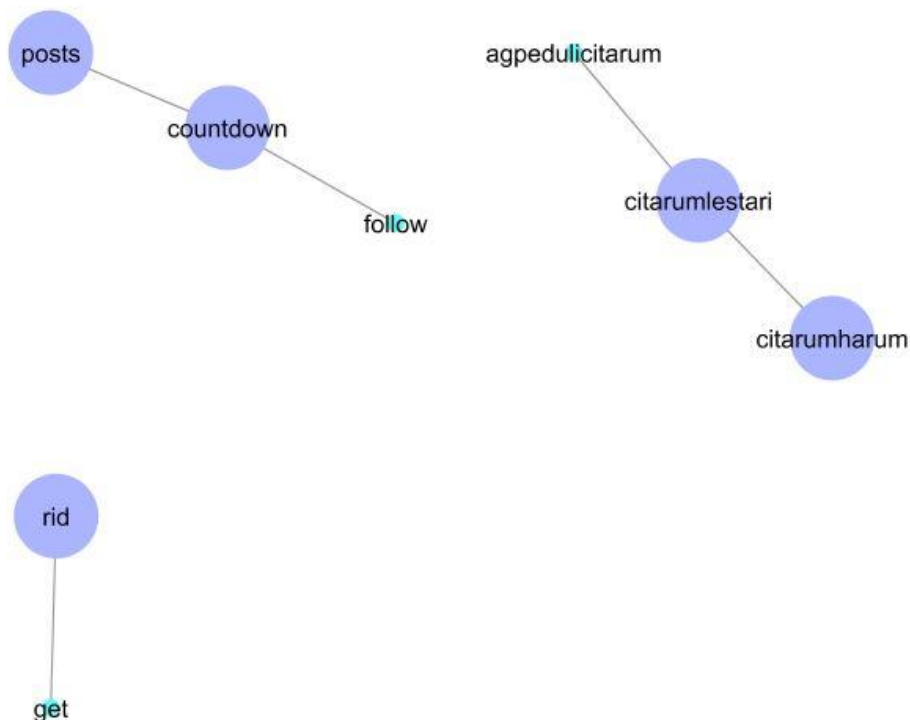 posts
countdown
follow
agpedulicitarum
citarumlestari
citarumharum
rid
get